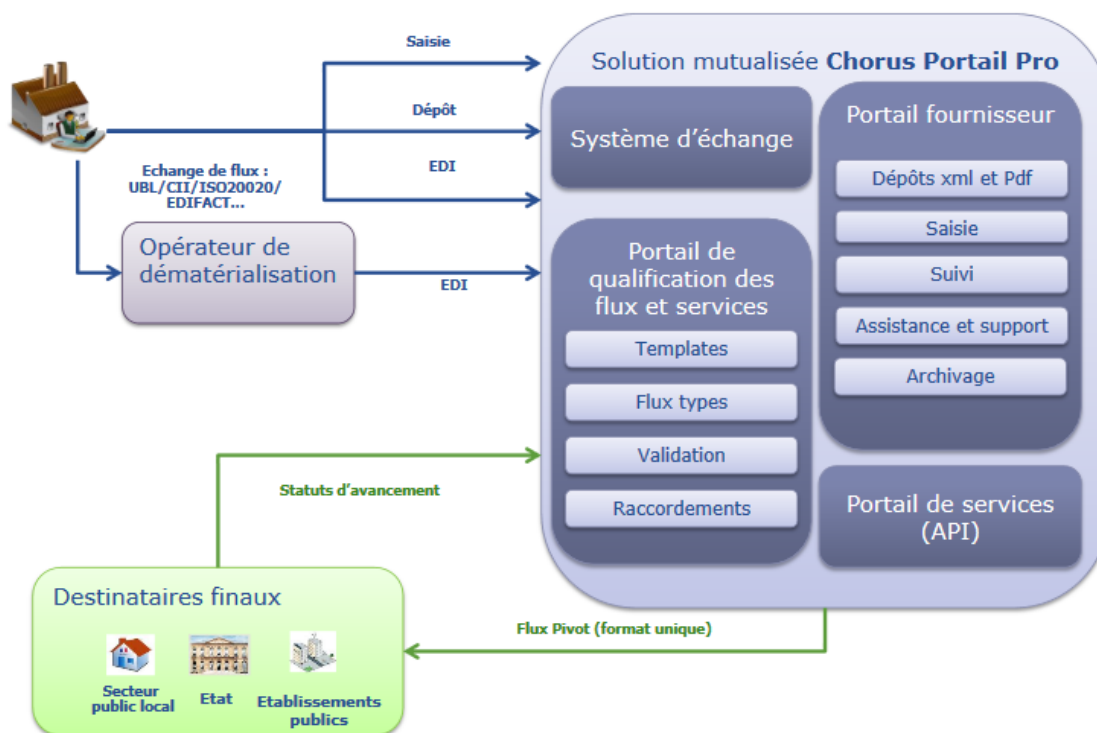 Saisie
Dépôt
EDI
Echange de flux :
UBL/CII/ISO20020/
EDIFACT...
Opérateur de
dématérialisation
EDI
Solution mutualisée Chorus Portail Pro
Système d'échange
Portail de
qualification des
flux et services
Templates
Flux types
Validation
Raccordements
Portail fournisseur
Dépôts xml et Pdf
Saisie
Suivi
Assistance et support
Archivage
Portail de services
(API)
Statuts d'avancement
Flux Pivot (format unique)
Destinataires finaux
Secteur
public local
Etat
Etablissements
publics